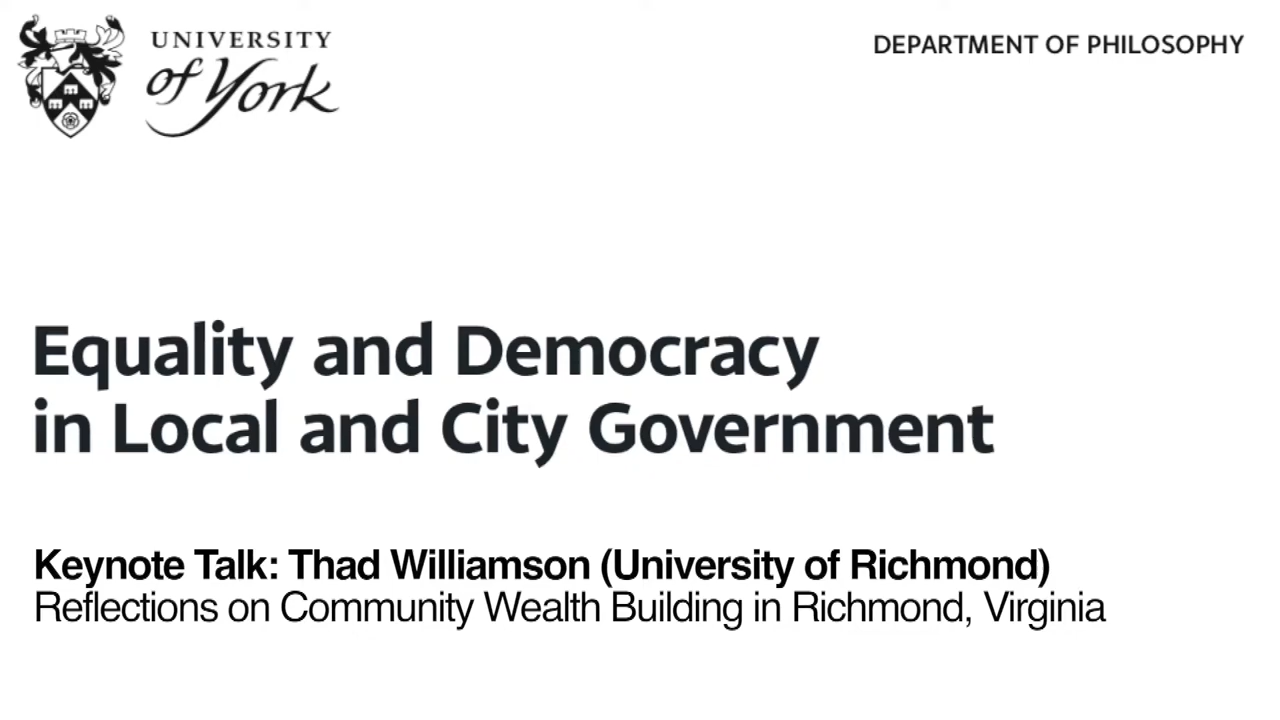 UNIVERSITY
of York
DEPARTMENT OF PHILOSOPHY
Equality and Democracy
in Local and City Government
Keynote Talk: Thad Williamson (University of Richmond)
Reflections on Community Wealth Building in Richmond, Virginia